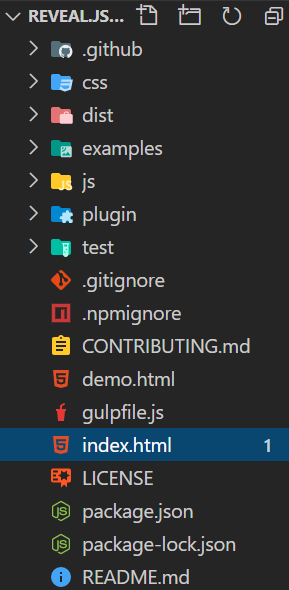 REVEAL.JS...
.github
css
dist
examples
js
plugin
test
.gitignore
.npmignore
CONTRIBUTING.md
demo.html
gulpfile.js
index.html 1
LICENSE
package.json
package-lock.json
README.md